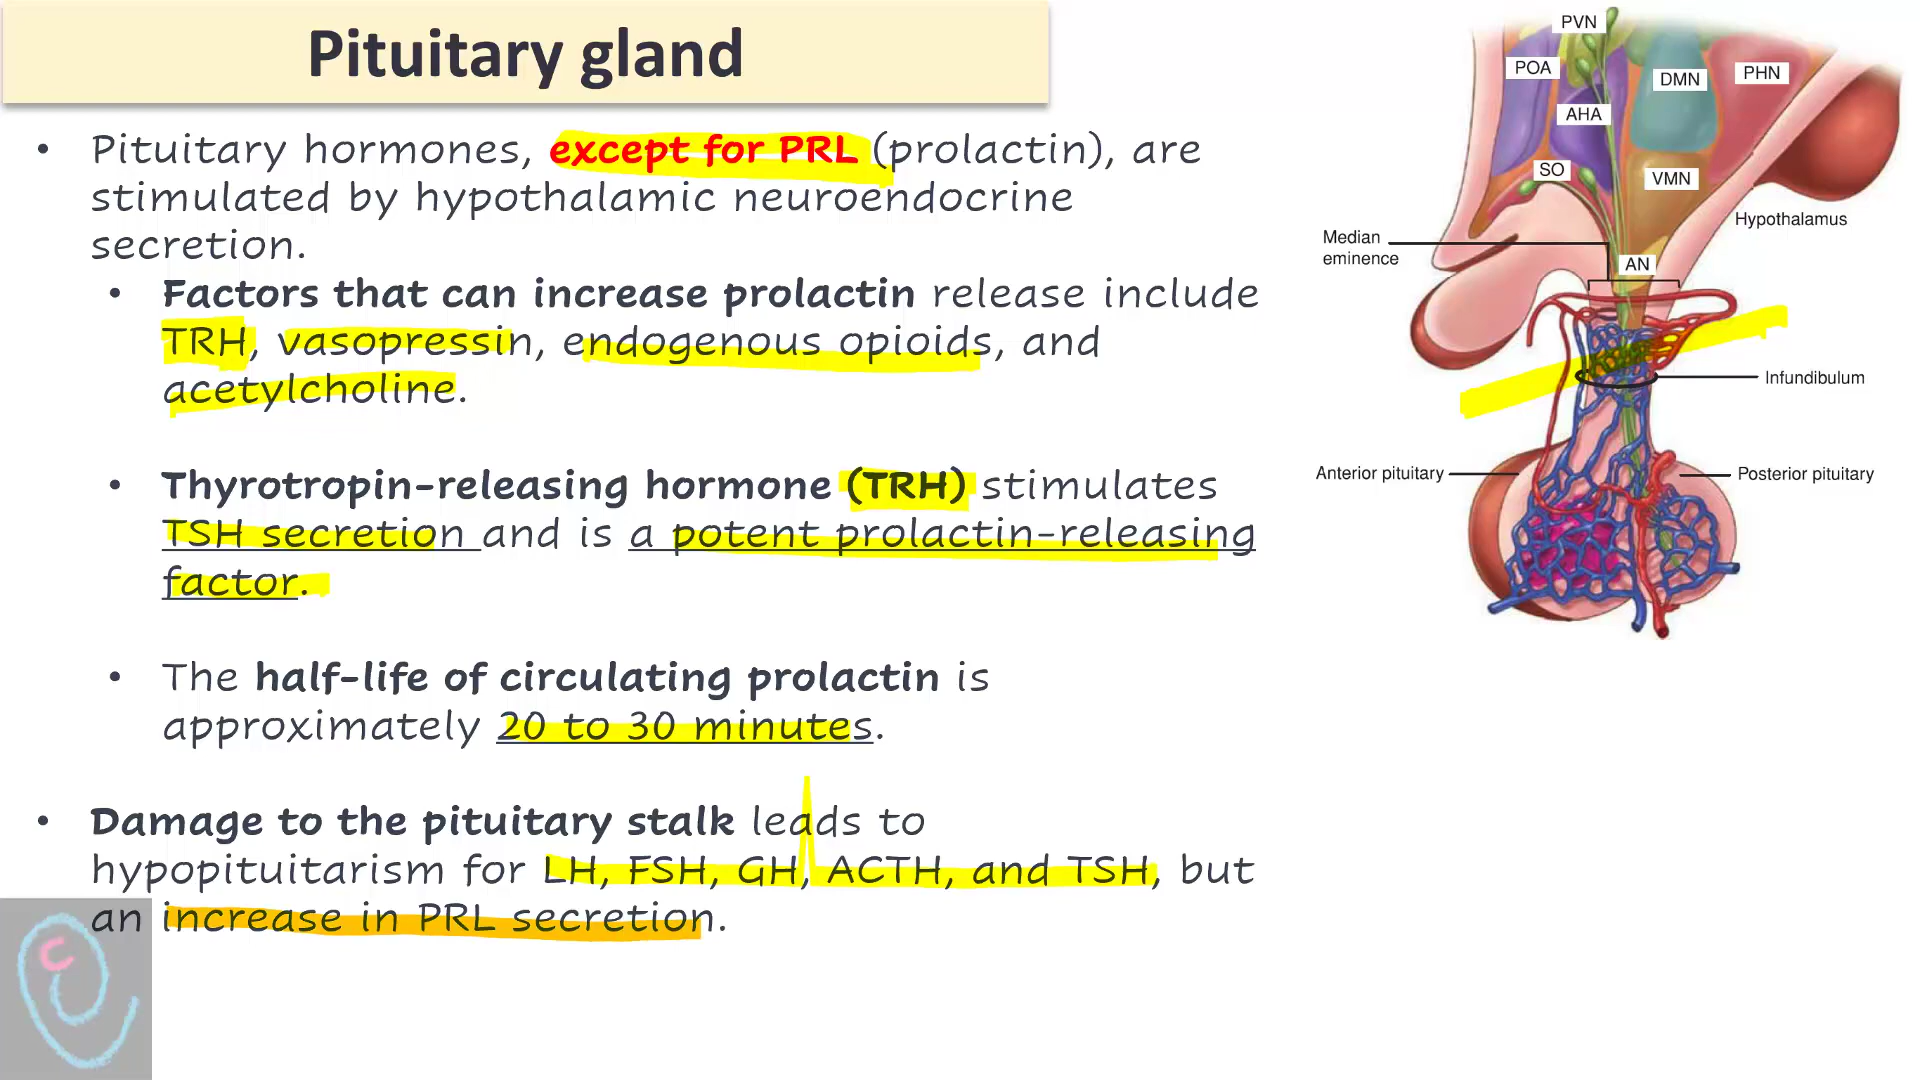 Pituitary gland
• Pituitary hormones, except for PRL (prolactin), are
stimulated by hypothalamic neuroendocrine
secretion.
• Factors that can increase prolactin release include
TRH, vasopressin, endogenous opioids, and
acetylcholine.
• Thyrotropin-releasing hormone (TRH) stimulates
TSH secretion and is a potent prolactin-releasing
factor.
• The half-life of circulating prolactin is
approximately 20 to 30 minutes.
• Damage to the pituitary stalk leads to
hypopituitarism for LH, FSH, GH, ACTH, and TSH, but
an increase in PRL secretion.
PVN
POA
DMN
PHN
AHA
SO
VMN
Hypothalamus
Median
eminence
AN
Infundibulum
Anterior pituitary
Posterior pituitary